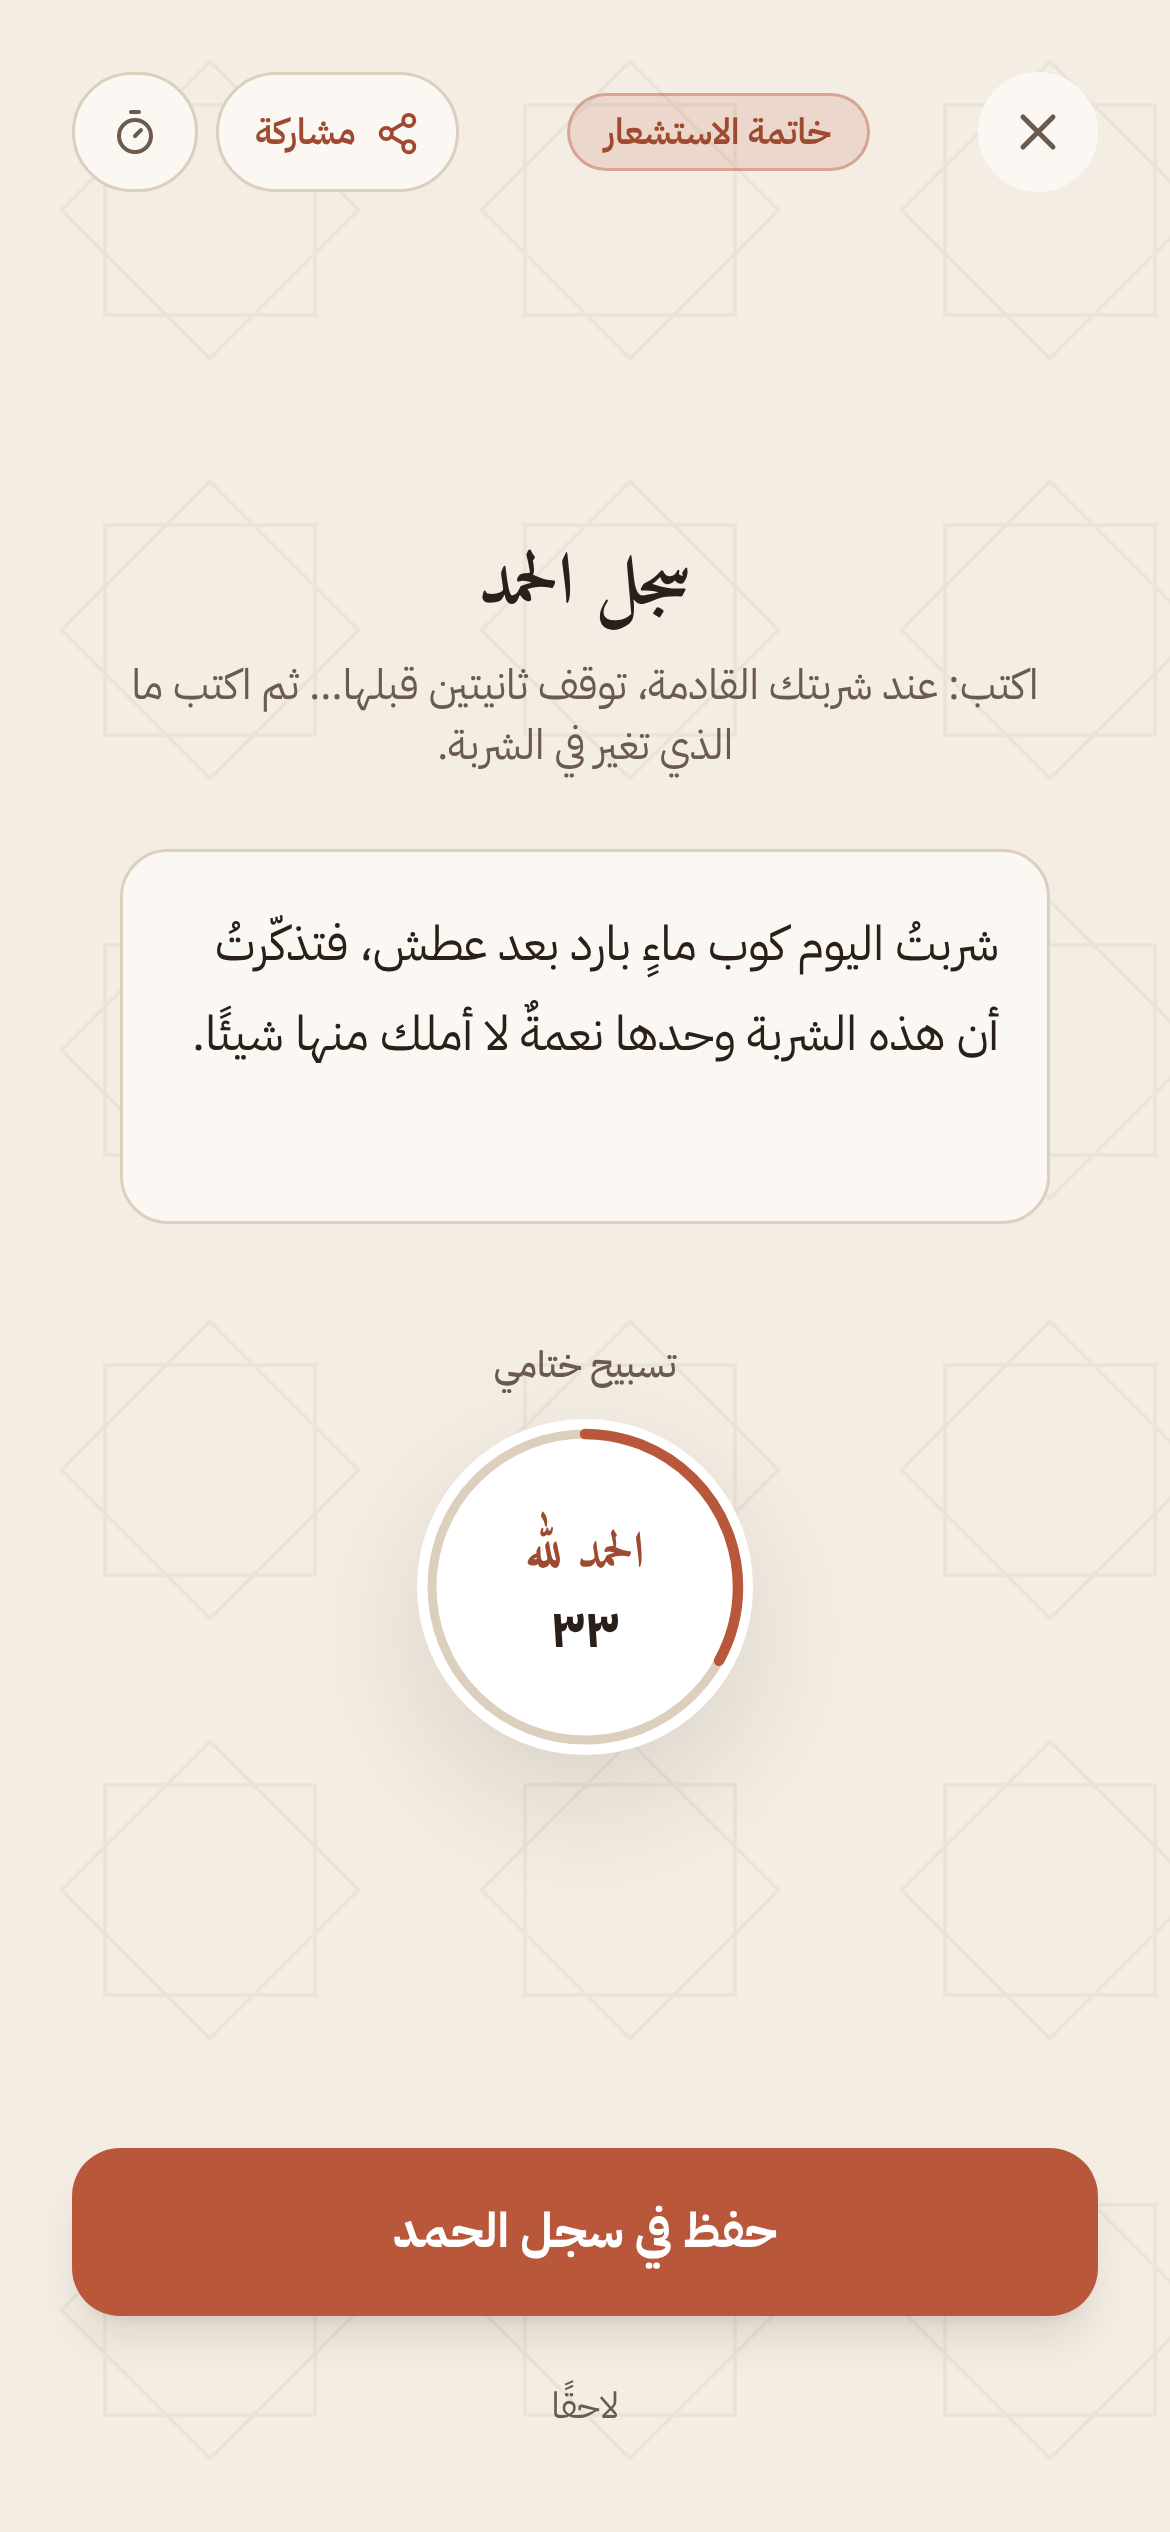 خاتمة الاستشعار
مشاركة
سجل الحمد
اكتب: عند شربتك القادمة، توقف ثانيتين قبلها... ثم اكتب ما
الذي تغير في الشربة.
شربتُ اليوم كوب ماءٍ بارد بعد عطش، فتذكّرتُ
أن هذه الشربة وحدها نعمةٌ لا أملك منها شيئًا.
تسبيح ختامي
الحمد لله
٣٣
حفظ في سجل الحمد
لاحقًا